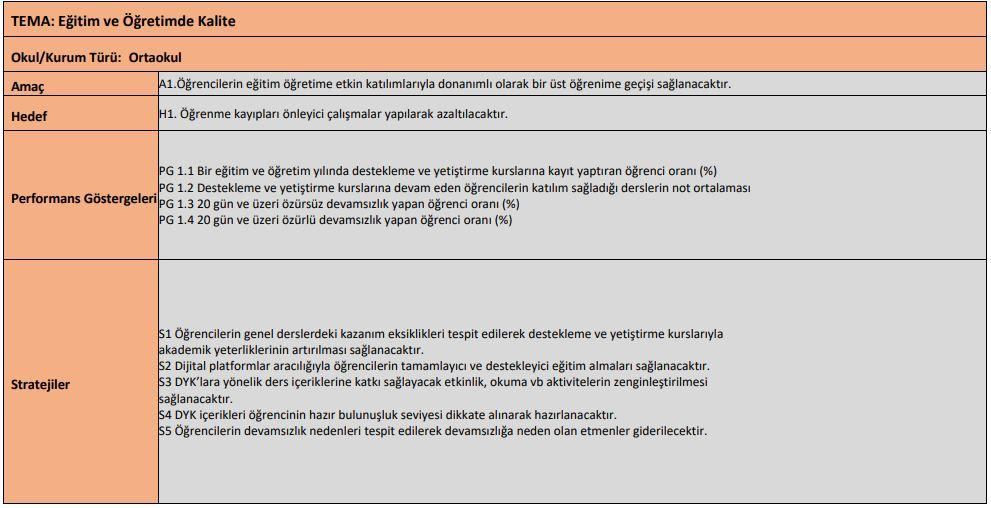 TEMA: Eğitim ve Öğretimde Kalite
Okul/Kurum Türü: Ortaokul
Amaç
A1.Öğrencilerin eğitim öğretime etkin katılımlarıyla donanımlı olarak bir üst öğrenime geçişi sağlanacaktır.
Hedef
H1. Öğrenme kayıpları önleyici çalışmalar yapılarak azaltılacaktır.
Performans Göstergeleri
PG 1.1 Bir eğitim ve öğretim yılında destekleme ve yetiştirme kurslarına kayıt yaptıran öğrenci oranı (%)
PG 1.2 Destekleme ve yetiştirme kurslarına devam eden öğrencilerin katılım sağladığı derslerin not ortalaması
PG 1.3 20 gün ve üzeri özürsüz devamsızlık yapan öğrenci oranı (%)
PG 1.4 20 gün ve üzeri özürlü devamsızlık yapan öğrenci oranı (%)
Stratejiler
S1 Öğrencilerin genel derslerdeki kazanım eksiklikleri tespit edilerek destekleme ve yetiştirme kurslarıyla
akademik yeterliklerinin artırılması sağlanacaktır.
S2 Dijital platformlar aracılığıyla öğrencilerin tamamlayıcı ve destekleyici eğitim almaları sağlanacaktır.
S3 DYK’lara yönelik ders içeriklerine katkı sağlayacak etkinlik, okuma vb aktivitelerin zenginleştirilmesi
sağlanacaktır.
S4 DYK içerikleri öğrencinin hazır bulunuşluk seviyesi dikkate alınarak hazırlanacaktır.
S5 Öğrencilerin devamsızlık nedenleri tespit edilerek devamsızlığa neden olan etmenler giderilecektir.